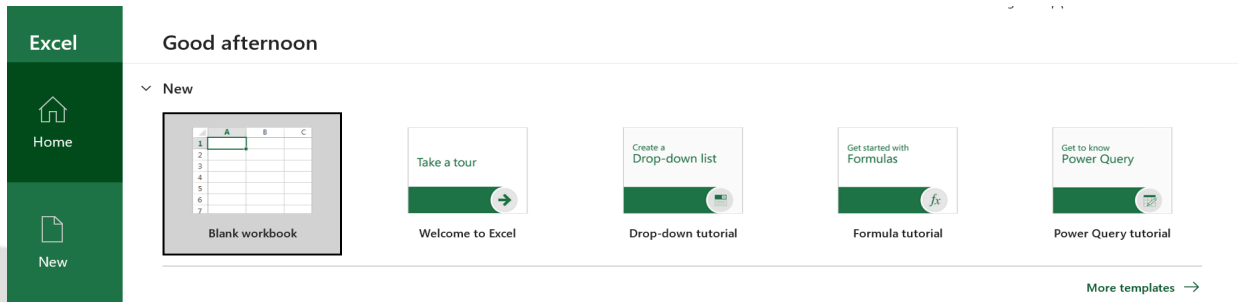 Excel
Good afternoon
Home
New
New
A B C
1
2
3
4
5
6
7
Blank workbook
Take a tour
Welcome to Excel
Create a
Drop-down list
Drop-down tutorial
Get started with
Formulas
fx
Formula tutorial
Get to know
Power Query
Power Query tutorial
More templates